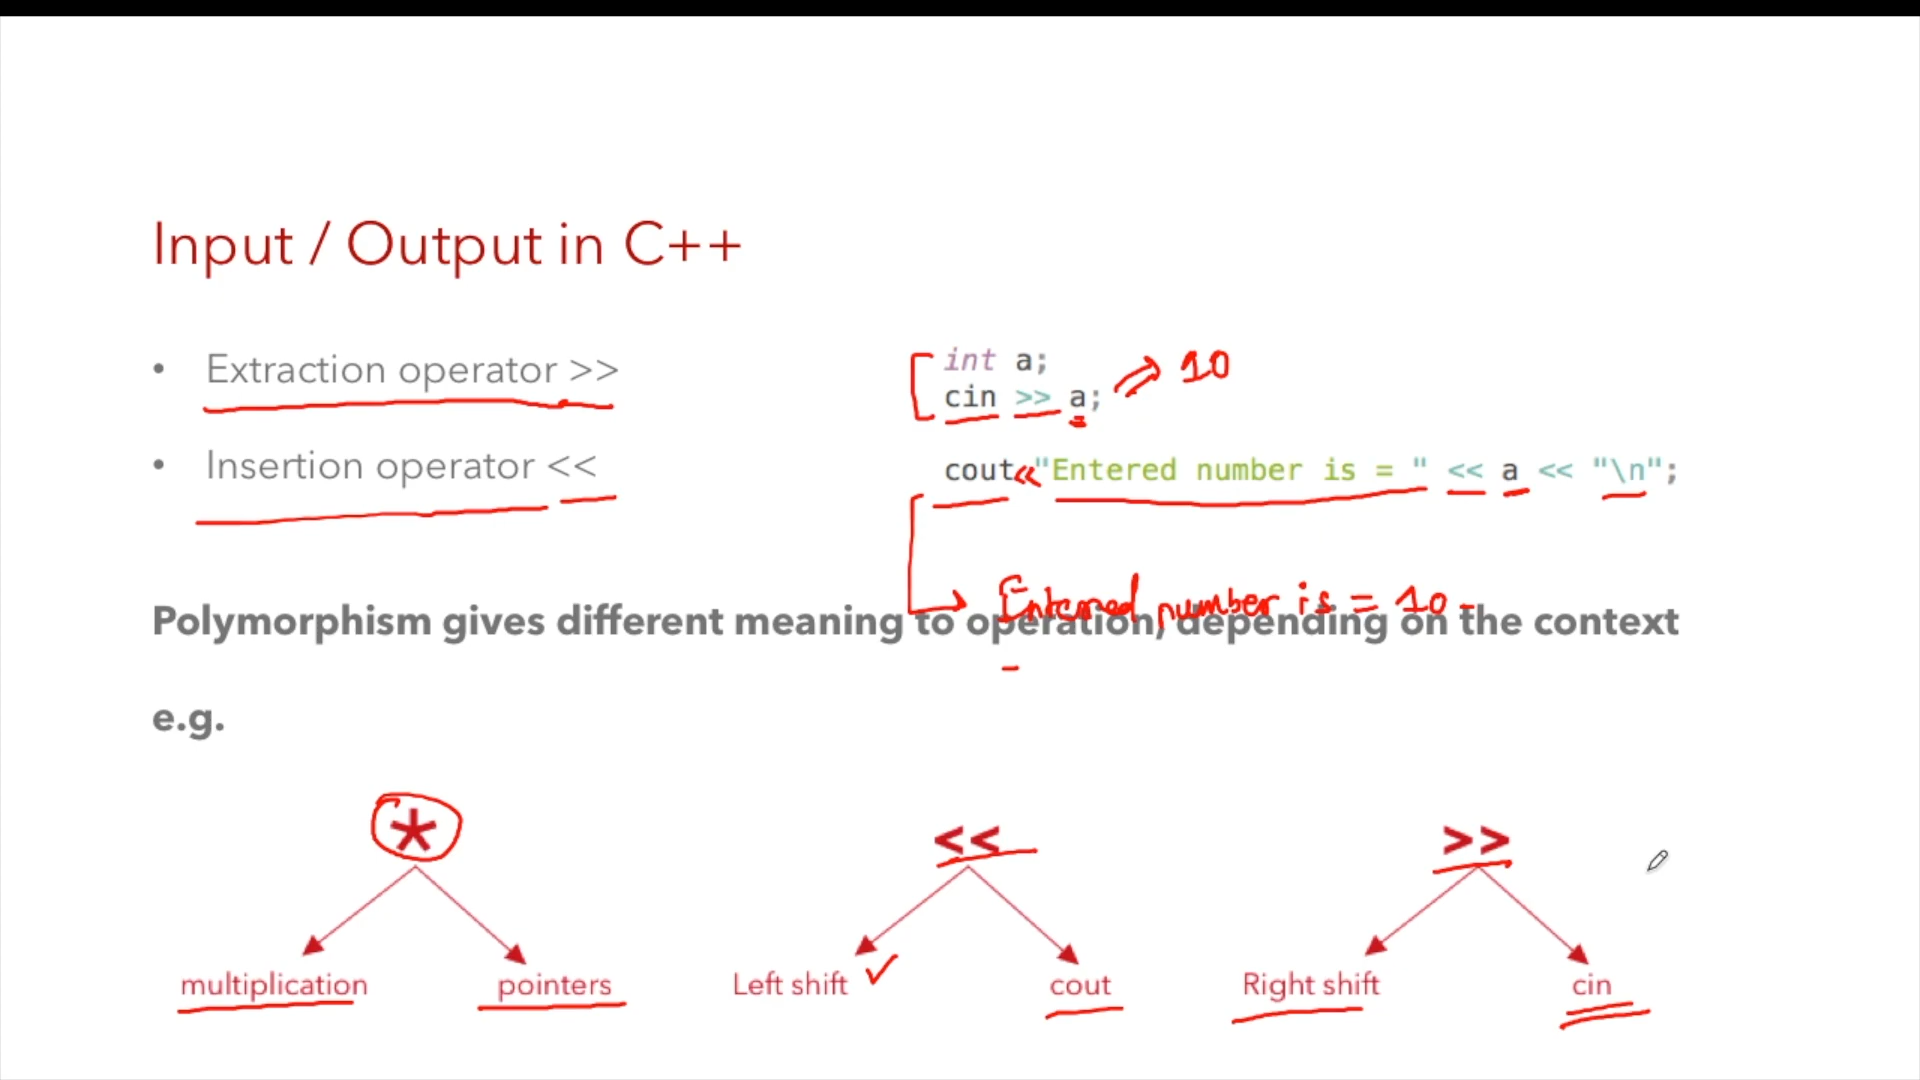 Input / Output in C++
• Extraction operator >>
• Insertion operator <<
int a;
cin >> a; ⇒ 10
cout<<"Entered number is = " << a << "\n";
Entered number is = 10
Polymorphism gives different meaning to operation, depending on the context
e.g.
* << >>
multiplication pointers Left shift ✓ cout Right shift cin